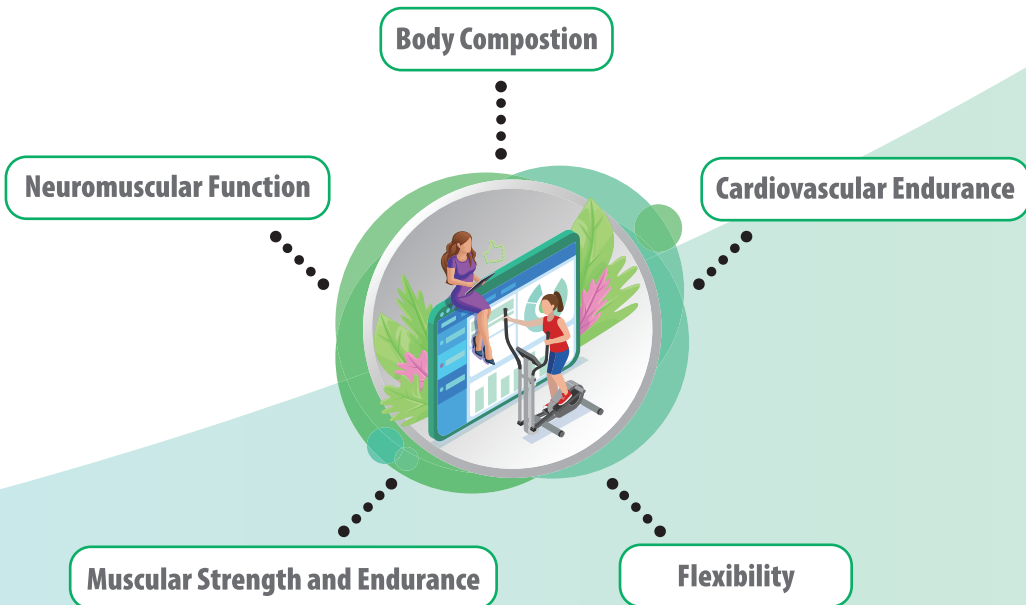 Body Compostion
Neuromuscular Function
Cardiovascular Endurance
Muscular Strength and Endurance
Flexibility